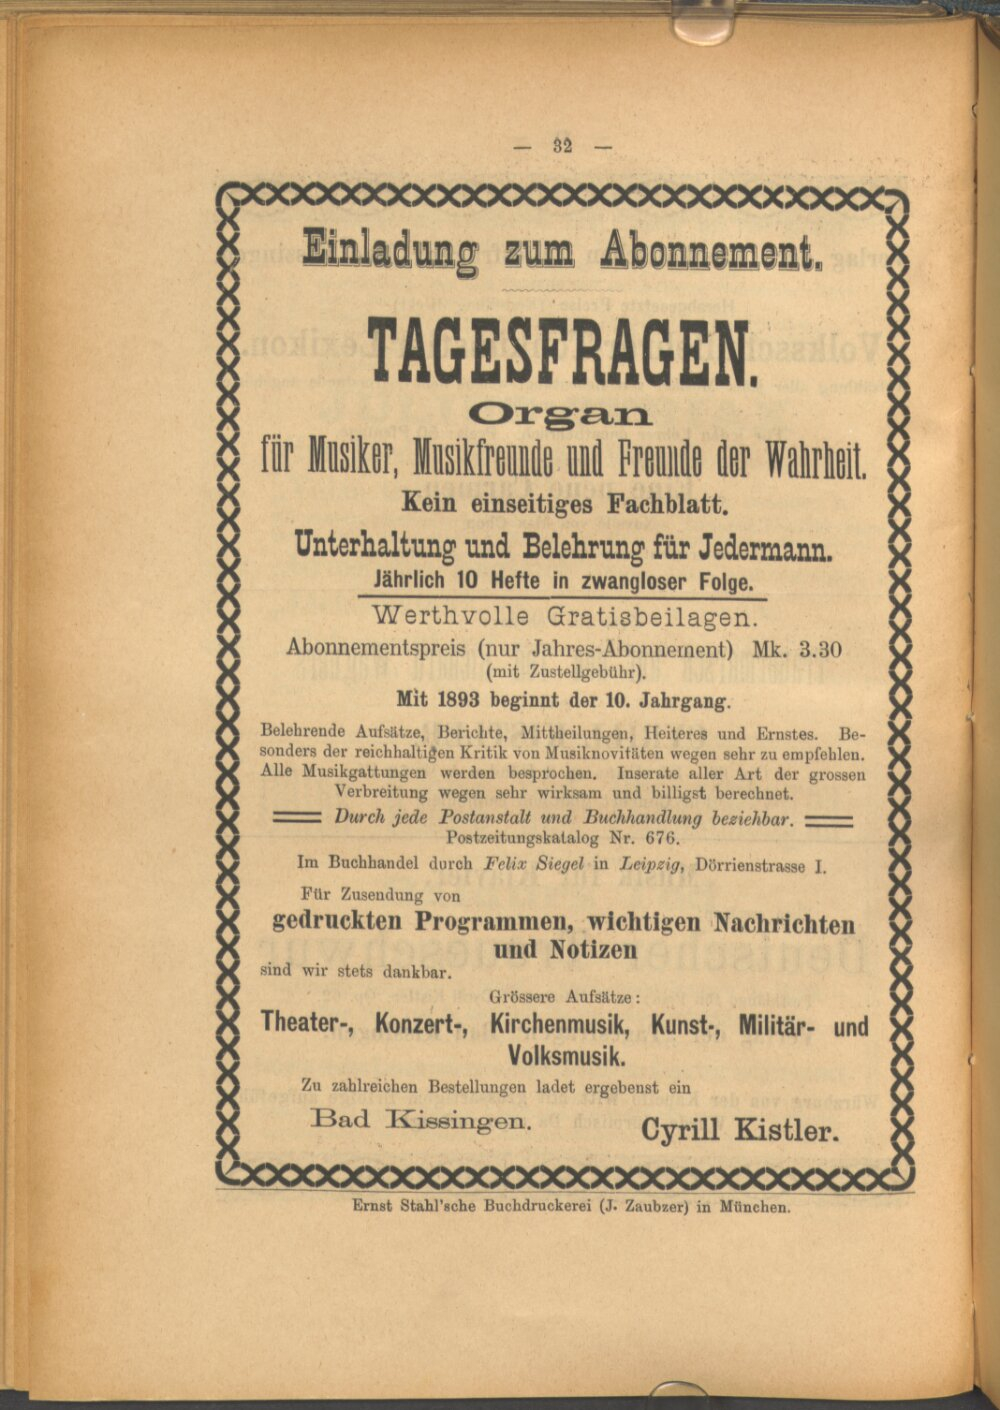 — 32 —
Einladung zum Abonnement.
TAGESFRAGEN.
Organ
für Musiker, Musikfreunde und Freunde der Wahrheit.
Kein einseitiges Fachblatt.
Unterhaltung und Belehrung für Jedermann.
Jährlich 10 Hefte in zwangloser Folge.
Werthvolle Gratisbeilagen.
Abonnementspreis (nur Jahres-Abonnement) Mk. 3.30
(mit Zustellgebühr).
Mit 1893 beginnt der 10. Jahrgang.
Belehrende Aufsätze, Berichte, Mittheilungen, Heiteres und Ernstes. Be-
sonders der reichhaltigen Kritik von Musiknovitäten wegen sehr zu empfehlen.
Alle Musikgattungen werden besprochen. Inserate aller Art der grossen
Verbreitung wegen sehr wirksam und billigst berechnet.
Durch jede Postanstalt und Buchhandlung beziehbar.
Postzeitungskatalog Nr. 676.
Im Buchhandel durch Felix Siegel in Leipzig, Dörrienstrasse I.
Für Zusendung von
gedruckten Programmen, wichtigen Nachrichten
und Notizen
sind wir stets dankbar.
Grössere Aufsätze:
Theater-, Konzert-, Kirchenmusik, Kunst-, Militär- und
Volksmusik.
Zu zahlreichen Bestellungen ladet ergebenst ein
Bad Kissingen.
Cyrill Kistler.
Ernst Stahl'sche Buchdruckerei (J. Zaubzer) in München.